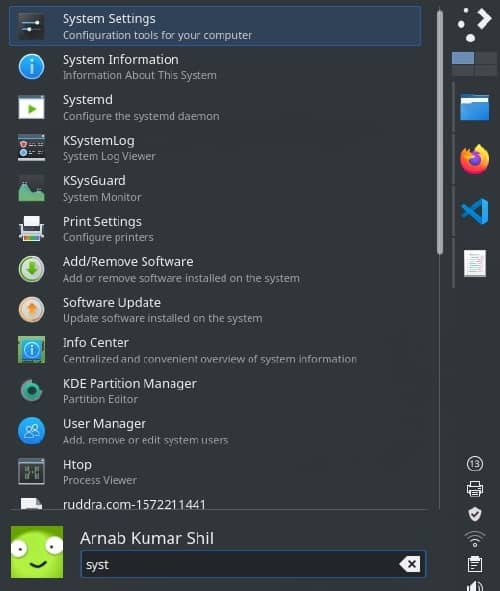 System Settings
Configuration tools for your computer
System Information
Information About This System
Systemd
Configure the systemd daemon
KSystemLog
System Log Viewer
KSysGuard
System Monitor
Print Settings
Configure printers
Add/Remove Software
Add or remove software installed on the system
Software Update
Update software installed on the system
Info Center
Centralized and convenient overview of system information
KDE Partition Manager
Partition Editor
User Manager
Add, remove or edit system users
Htop
Process Viewer
ruddra.com-1572211441
13
Arnab Kumar Shil
syst